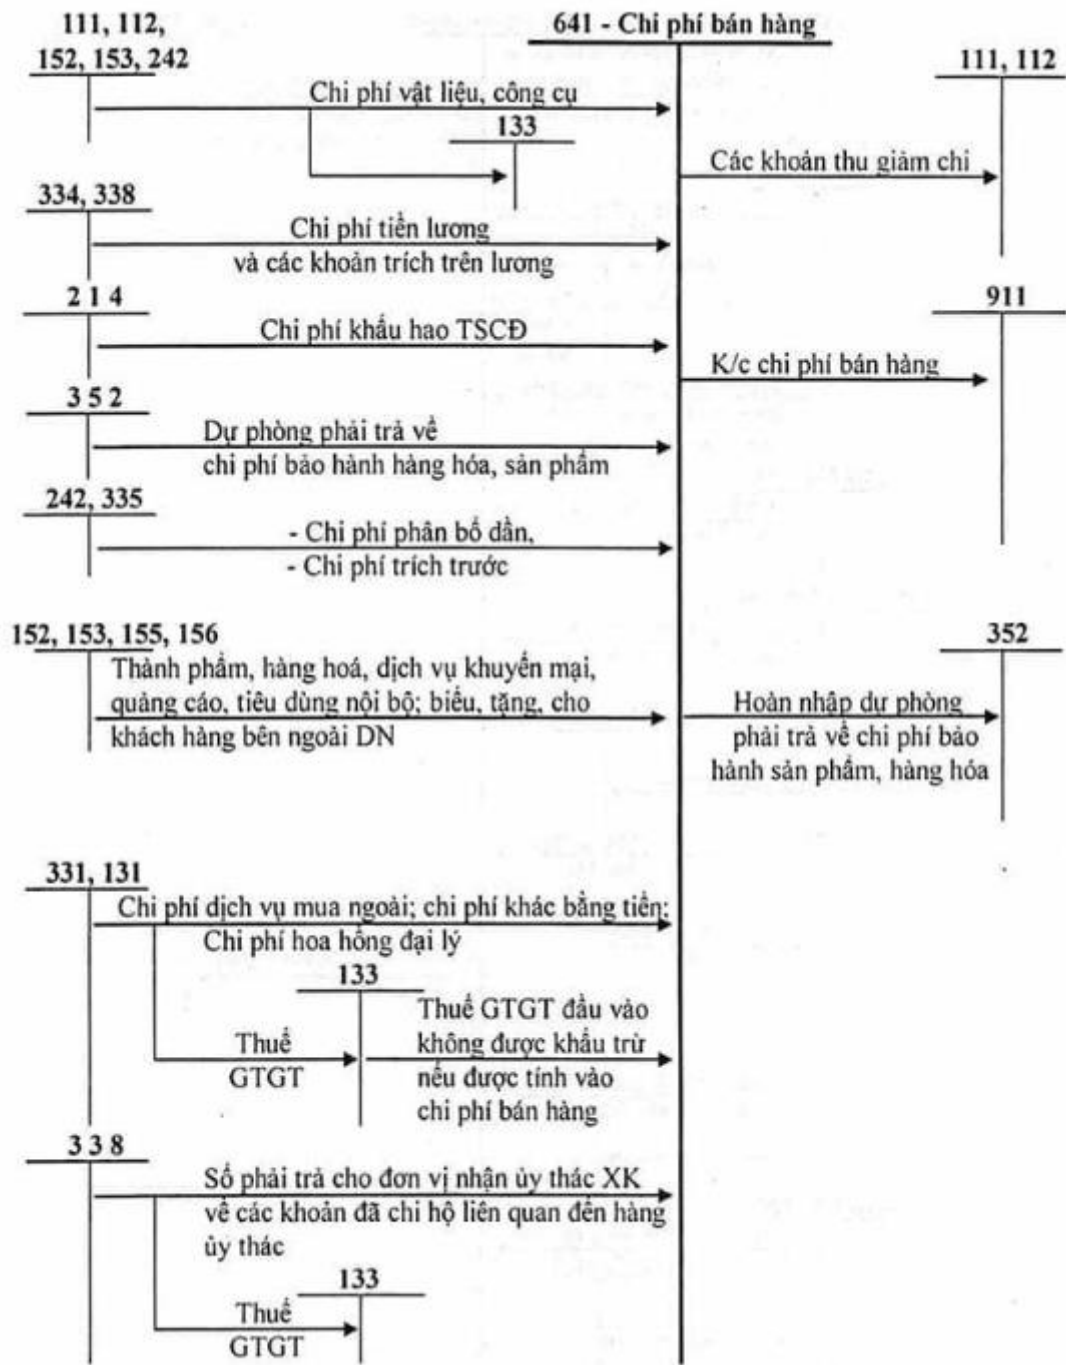 111, 112,
152, 153, 242
641 - Chi phí bán hàng
111, 112
Chi phí vật liệu, công cụ
133
Các khoản thu giảm chi
334, 338
Chi phí tiền lương
và các khoản trích trên lương
2 1 4
911
Chi phí khấu hao TSCĐ
K/c chi phí bán hàng
3 5 2
Dự phòng phải trả về
chi phí bảo hành hàng hóa, sản phẩm
242, 335
- Chi phí phân bổ dần,
- Chi phí trích trước
152, 153, 155, 156
352
Thành phẩm, hàng hoá, dịch vụ khuyến mại,
quảng cáo, tiêu dùng nội bộ; biếu, tặng, cho
khách hàng bên ngoài DN
Hoàn nhập dự phòng
phải trả về chi phí bảo
hành sản phẩm, hàng hóa
331, 131
Chi phí dịch vụ mua ngoài; chi phí khác bằng tiền;
Chi phí hoa hồng đại lý
133
Thuế
GTGT
Thuế GTGT đầu vào
không được khấu trừ
nếu được tính vào
chi phí bán hàng
3 3 8
Số phải trả cho đơn vị nhận ủy thác XK
về các khoản đã chi hộ liên quan đến hàng
ủy thác
133
Thuế
GTGT